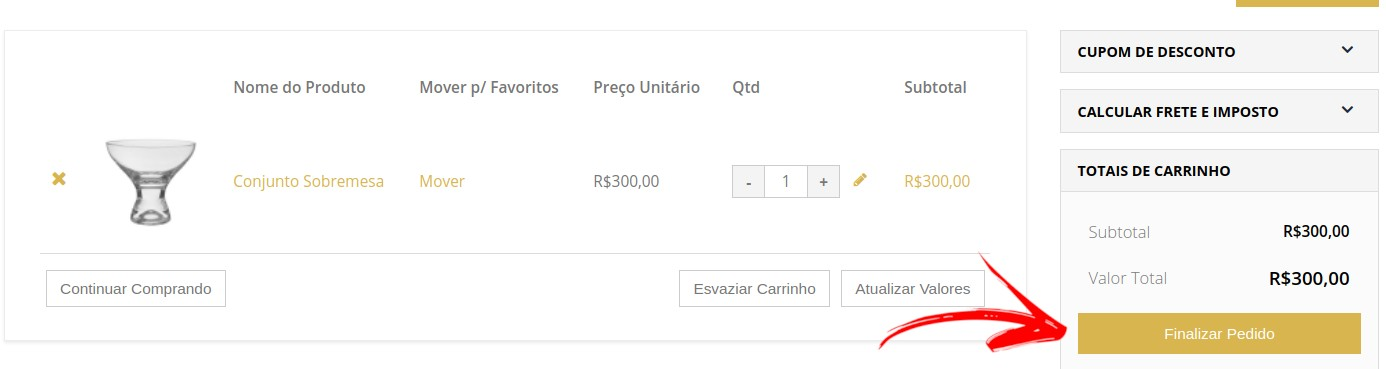 Nome do Produto Mover p/ Favoritos Preço Unitário Qtd Subtotal
Conjunto Sobremesa Mover R$300,00 - 1 + R$300,00
Continuar Comprando Esvaziar Carrinho Atualizar Valores
CUPOM DE DESCONTO
CALCULAR FRETE E IMPOSTO
TOTAIS DE CARRINHO
Subtotal R$300,00
Valor Total R$300,00
Finalizar Pedido